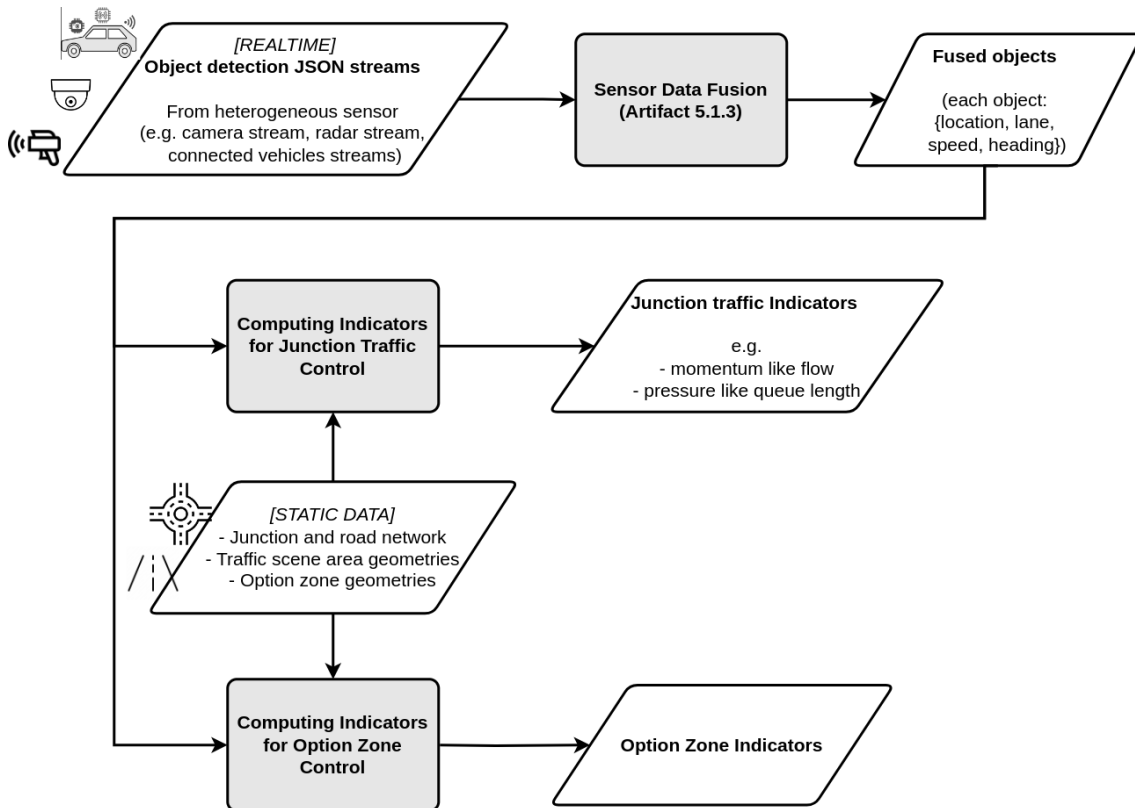 [REALTIME]
Object detection JSON streams
From heterogeneous sensor
(e.g. camera stream, radar stream,
connected vehicles streams)
Sensor Data Fusion
(Artifact 5.1.3)
Fused objects
(each object:
{location, lane,
speed, heading})
Computing Indicators
for Junction Traffic
Control
Junction traffic Indicators
e.g.
- momentum like flow
- pressure like queue length
[STATIC DATA]
- Junction and road network
- Traffic scene area geometries
- Option zone geometries
Computing Indicators
for Option Zone
Control
Option Zone Indicators